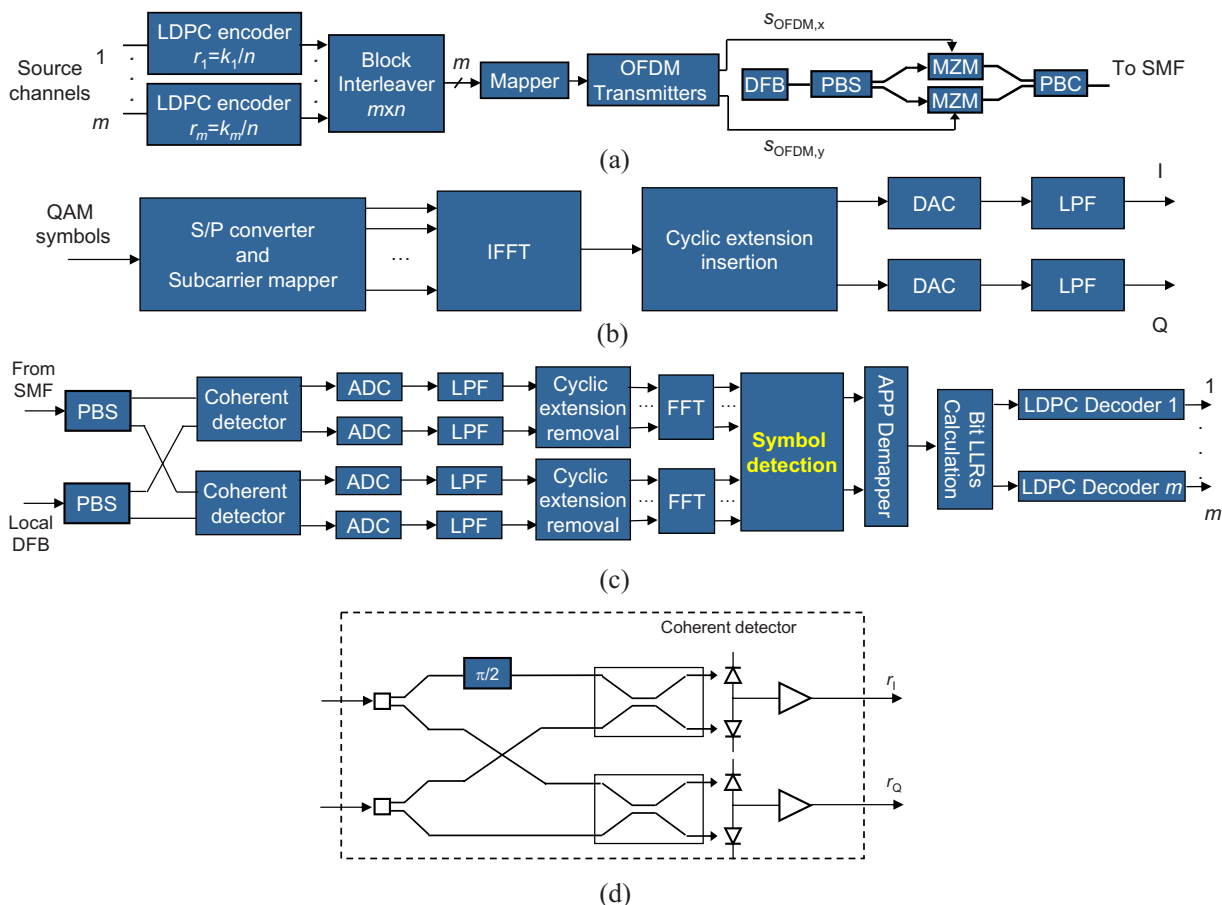 Source channels
1
.
.
.
m
LDPC encoder
r1=k1/n
LDPC encoder
rm=km/n
.
.
.
Block
Interleaver
mxn
m
Mapper
OFDM
Transmitters
sOFDM,x
sOFDM,y
DFB
PBS
MZM
MZM
PBC
To SMF
(a)
QAM
symbols
S/P converter
and
Subcarrier mapper
...
IFFT
Cyclic extension
insertion
DAC
LPF
I
DAC
LPF
Q
(b)
From
SMF
PBS
PBS
Local
DFB
Coherent
detector
Coherent
detector
ADC
LPF
ADC
LPF
ADC
LPF
ADC
LPF
Cyclic
extension
removal
Cyclic
extension
removal
...
FFT
...
...
FFT
...
Symbol
detection
APP Demapper
Bit LLRs
Calculation
LDPC Decoder 1
LDPC Decoder m
1
.
.
.
m
(c)
Coherent detector
π/2
rI
rQ
(d)